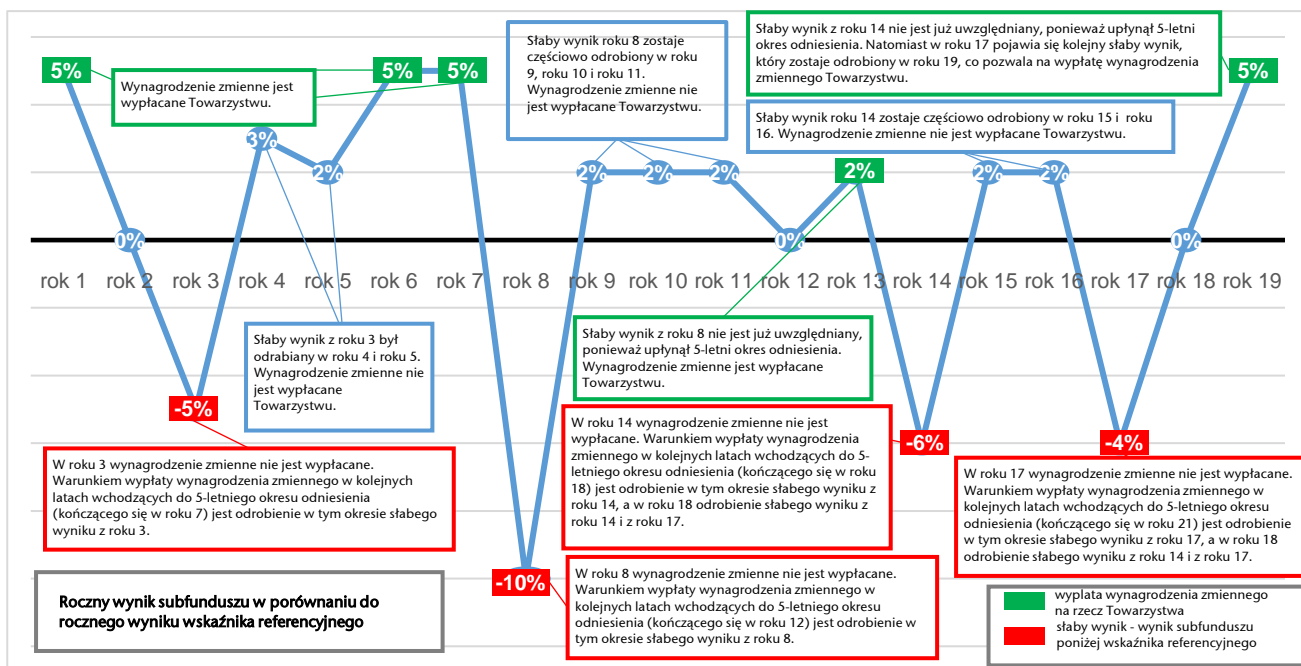 Słaby wynik z roku 14 nie jest już uwzględniany, ponieważ upłynął 5-letni
okres odniesienia. Natomiast w roku 17 pojawia się kolejny słaby wynik,
który zostaje odrobiony w roku 19, co pozwala na wypłatę wynagrodzenia
zmiennego Towarzystwu.
Słaby wynik roku 8 zostaje
częściowo odrobiony w roku
9, roku 10 i roku 11.
Wynagrodzenie zmienne nie
jest wypłacane Towarzystwu.
Wynagrodzenie zmienne jest
wypłacane Towarzystwu.
Słaby wynik roku 14 zostaje częściowo odrobiony w roku 15 i roku
16. Wynagrodzenie zmienne nie jest wypłacane Towarzystwu.
5%
0%
-5%
3%
2%
5%
5%
-10%
2%
2%
2%
0%
2%
-6%
2%
2%
-4%
0%
5%
rok 1 rok 2 rok 3 rok 4 rok 5 rok 6 rok 7 rok 8 rok 9 rok 10 rok 11 rok 12 rok 13 rok 14 rok 15 rok 16 rok 17 rok 18 rok 19
Słaby wynik z roku 3 był
odrabiany w roku 4 i roku 5.
Wynagrodzenie zmienne nie
jest wypłacane
Towarzystwu.
Słaby wynik z roku 8 nie jest już uwzględniany,
ponieważ upłynął 5-letni okres odniesienia.
Wynagrodzenie zmienne jest wypłacane
Towarzystwu.
W roku 3 wynagrodzenie zmienne nie jest wypłacane.
Warunkiem wypłaty wynagrodzenia zmiennego w kolejnych
latach wchodzących do 5-letniego okresu odniesienia
(kończącego się w roku 7) jest odrobienie w tym okresie słabego
wyniku z roku 3.
W roku 14 wynagrodzenie zmienne nie jest
wypłacane. Warunkiem wypłaty wynagrodzenia
zmiennego w kolejnych latach wchodzących do 5-
letniego okresu odniesienia (kończącego się w roku
18) jest odrobienie w tym okresie słabego wyniku z
roku 14, a w roku 18 odrobienie słabego wyniku z
roku 14 i z roku 17.
W roku 17 wynagrodzenie zmienne nie jest wypłacane.
Warunkiem wypłaty wynagrodzenia zmiennego w
kolejnych latach wchodzących do 5-letniego okresu
odniesienia (kończącego się w roku 21) jest odrobienie
w tym okresie słabego wyniku z roku 17, a w roku 18
odrobienie słabego wyniku z roku 14 i z roku 17.
W roku 8 wynagrodzenie zmienne nie jest wypłacane.
Warunkiem wypłaty wynagrodzenia zmiennego w
kolejnych latach wchodzących do 5-letniego okresu
odniesienia (kończącego się w roku 12) jest odrobienie w
tym okresie słabego wyniku z roku 8.
Roczny wynik subfunduszu w porównaniu do
rocznego wyniku wskaźnika referencyjnego
wyplata wynagrodzenia zmiennego
na rzecz Towarzystwa
słaby wynik - wynik subfunduszu
poniżej wskaźnika referencyjnego